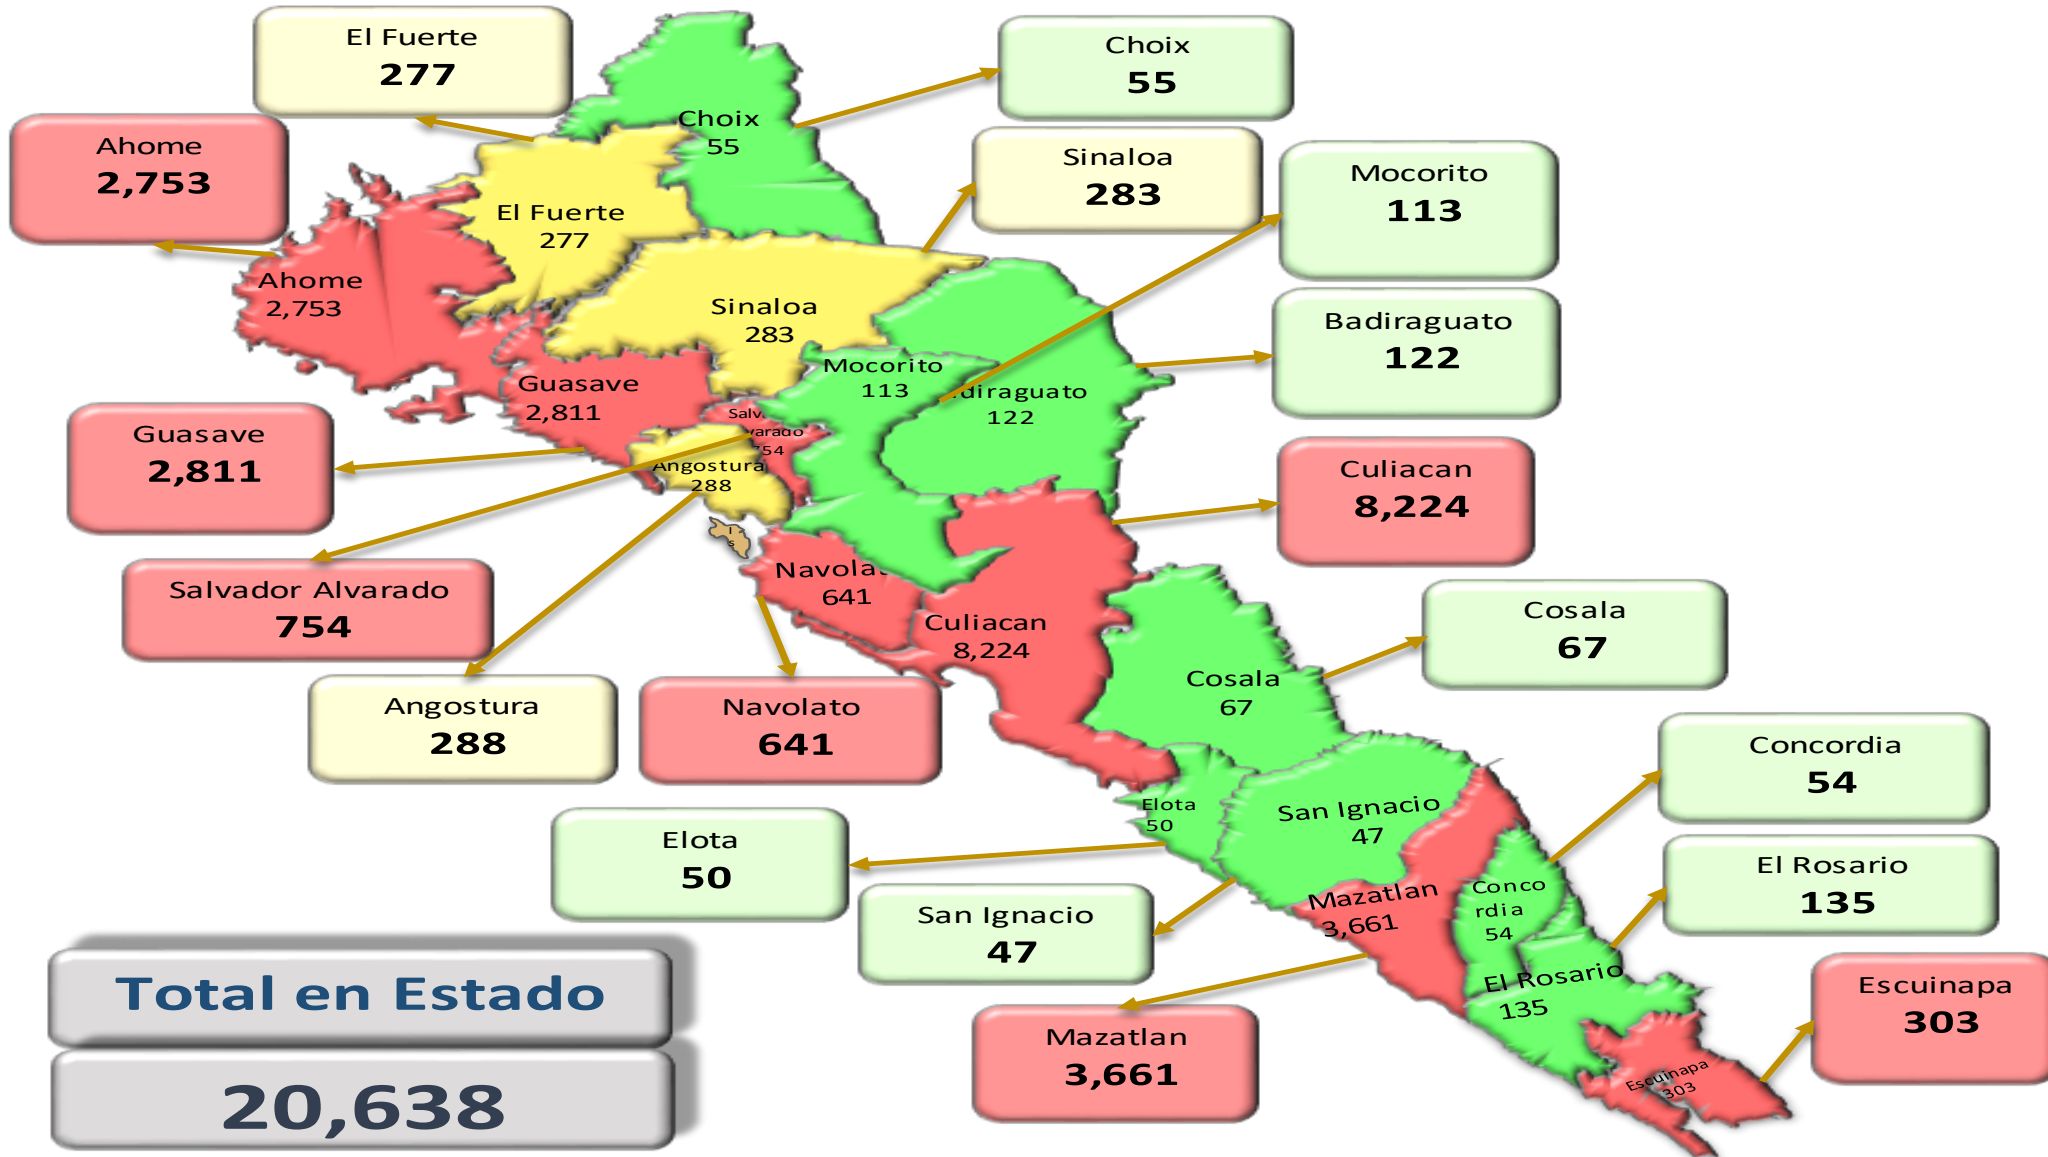 El Fuerte
277
Choix
55
Ahome
2,753
Sinaloa
283
Mocorito
113
Badiraguato
122
Guasave
2,811
Culiacan
8,224
Salvador Alvarado
754
Angostura
288
Navolato
641
Cosala
67
Concordia
54
Elota
50
El Rosario
135
San Ignacio
47
Escuinapa
303
Mazatlan
3,661
Choix
55
El Fuerte
277
Ahome
2,753
Sinaloa
283
Mocorito
113
diraguato
122
Guasave
2,811
Salv
varado
754
Angostura
288
Navolat
641
Culiacan
8,224
Cosala
67
Elota
50
San Ignacio
47
Mazatlan
3,661
Conco
rdia
54
El Rosario
135
Escuinapa
303
Total en Estado
20,638